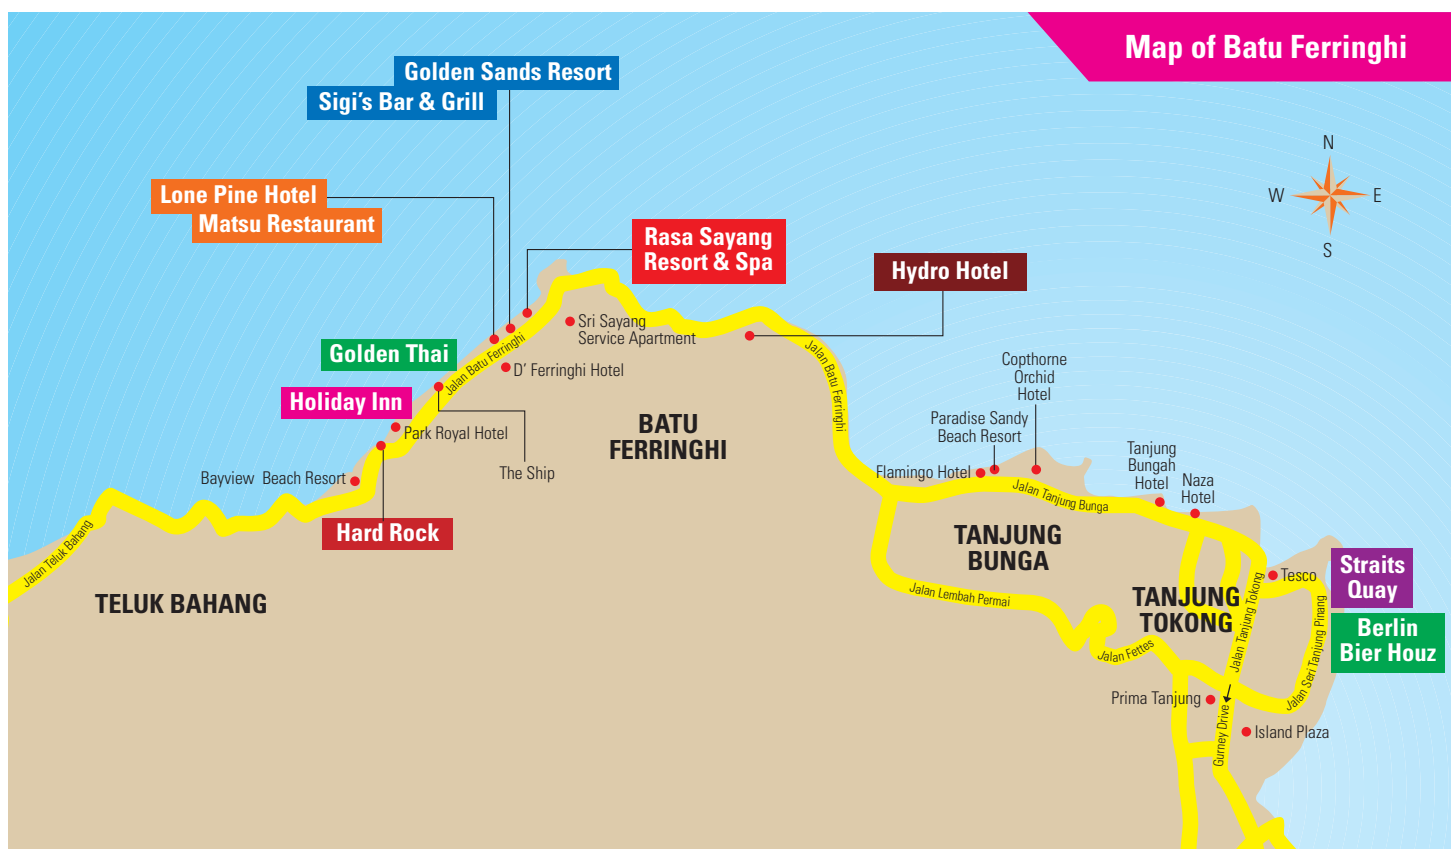 Map of Batu Ferringhi
Golden Sands Resort
Sigi's Bar & Grill
N
W
E
S
Lone Pine Hotel
Matsu Restaurant
Rasa Sayang
Resort & Spa
Hydro Hotel
Sri Sayang
Service Apartment
Golden Thai
Jalan Batu Ferringhi
D' Ferringhi Hotel
Jalan Batu Ferringhi
Holiday Inn
Park Royal Hotel
The Ship
BATU
FERRINGHI
Copthorne
Orchid
Hotel
Paradise Sandy
Beach Resort
Flamingo Hotel
Tanjung
Bungah
Hotel
Naza
Hotel
Bayview Beach Resort
Jalan Tanjung Bunga
Hard Rock
Jalan Teluk Bahang
TELUK BAHANG
TANJUNG
BUNGA
Jalan Lembah Permai
TANJUNG
TOKONG
Jalan Tanjung Tokong
Tesco
Straits
Quay
Jalan Seri Tanjung Pinang
Berlin
Bier Houz
Jalan Fettes
Prima Tanjung
Gurney Drive
Island Plaza